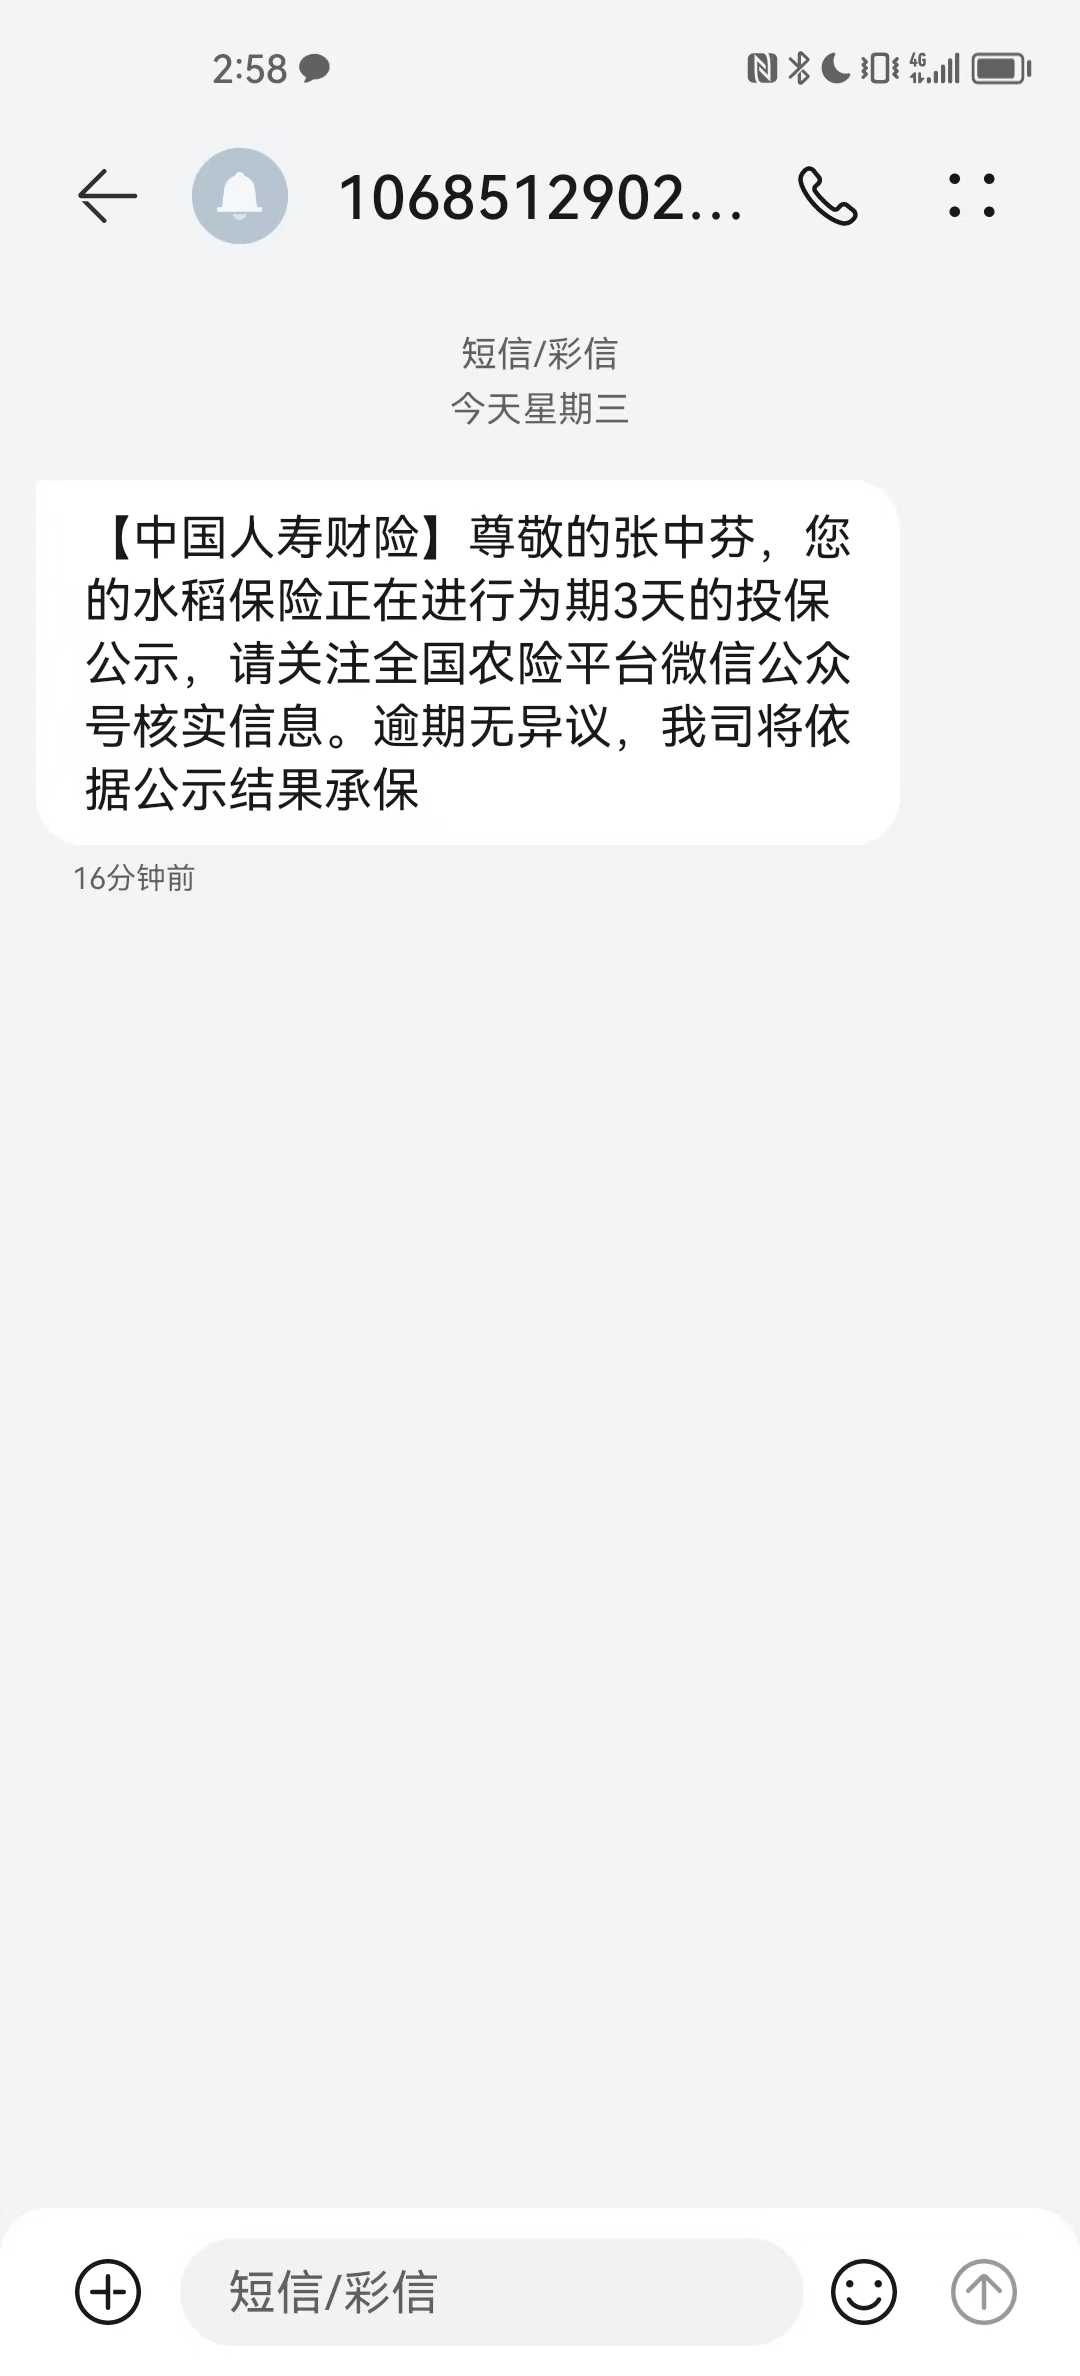 2:58
4G
1068512902...
短信/彩信
今天星期三
【中国人寿财险】尊敬的张中芬，您
的水稻保险正在进行为期3天的投保
公示，请关注全国农险平台微信公众
号核实信息。逾期无异议，我司将依
据公示结果承保
16分钟前
短信/彩信